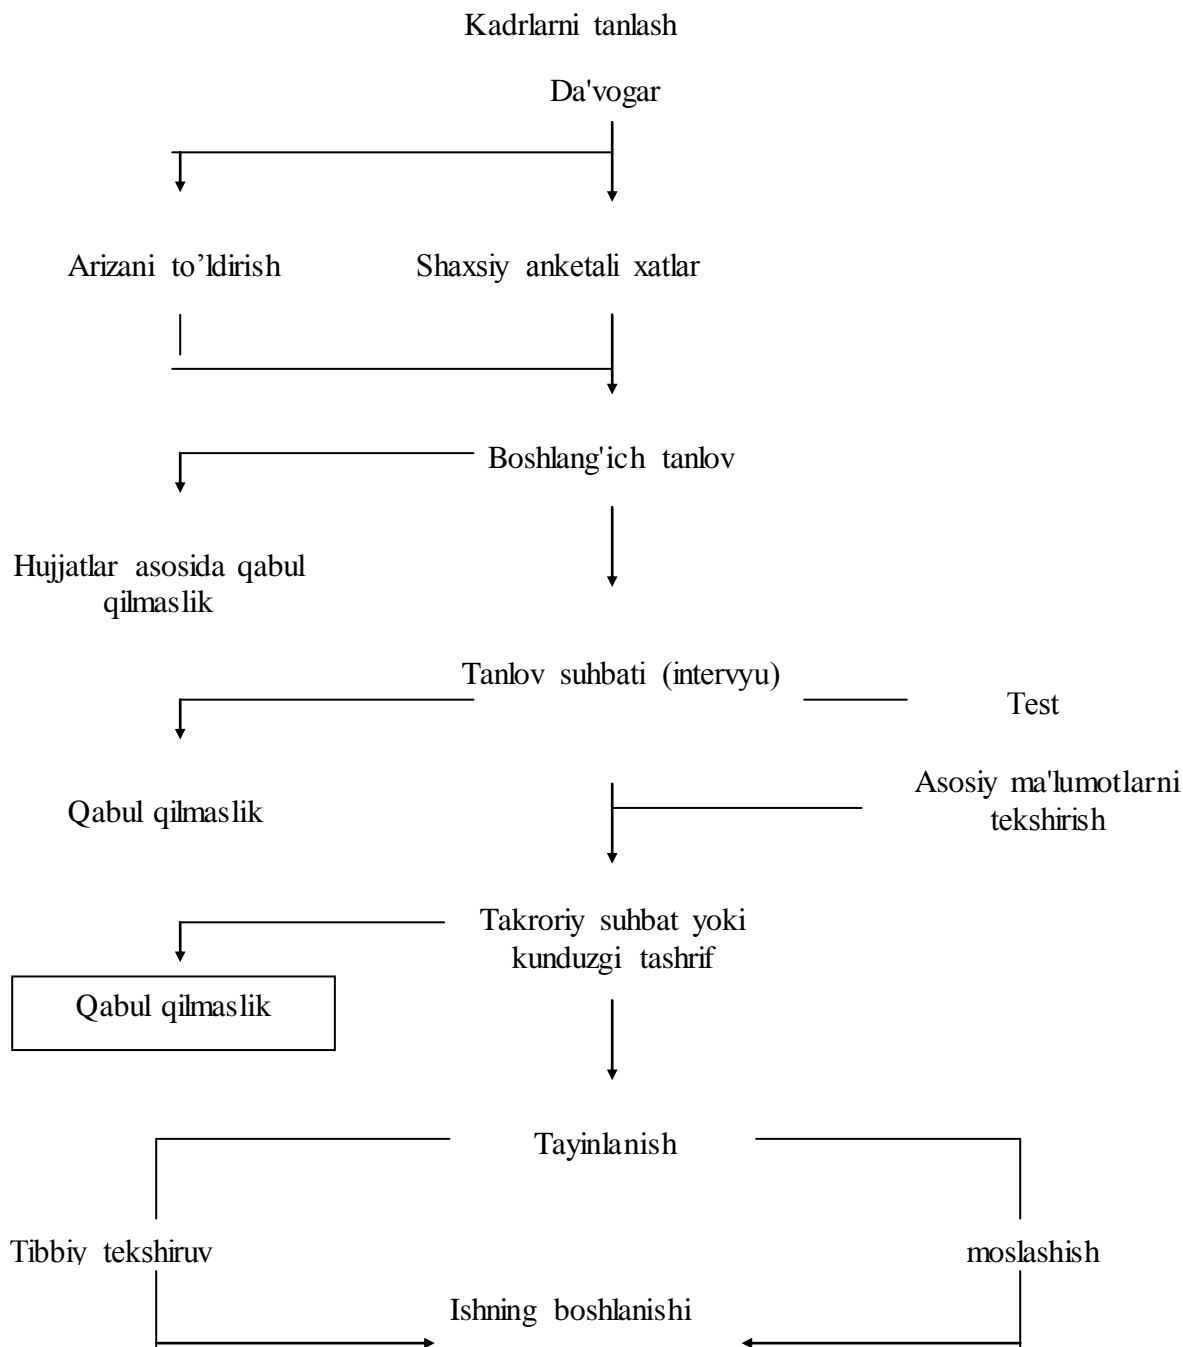 Kadrlarni tanlash
Da'vogar
Arizani to’ldirish
Shaxsiy anketali xatlar
Boshlang'ich tanlov
Hujjatlar asosida qabul
qilmaslik
Tanlov suhbati (intervyu)
Test
Qabul qilmaslik
Asosiy ma'lumotlarni
tekshirish
Takroriy suhbat yoki
kunduzgi tashrif
Qabul qilmaslik
Tayinlanish
Tibbiy tekshiruv
moslashish
Ishning boshlanishi